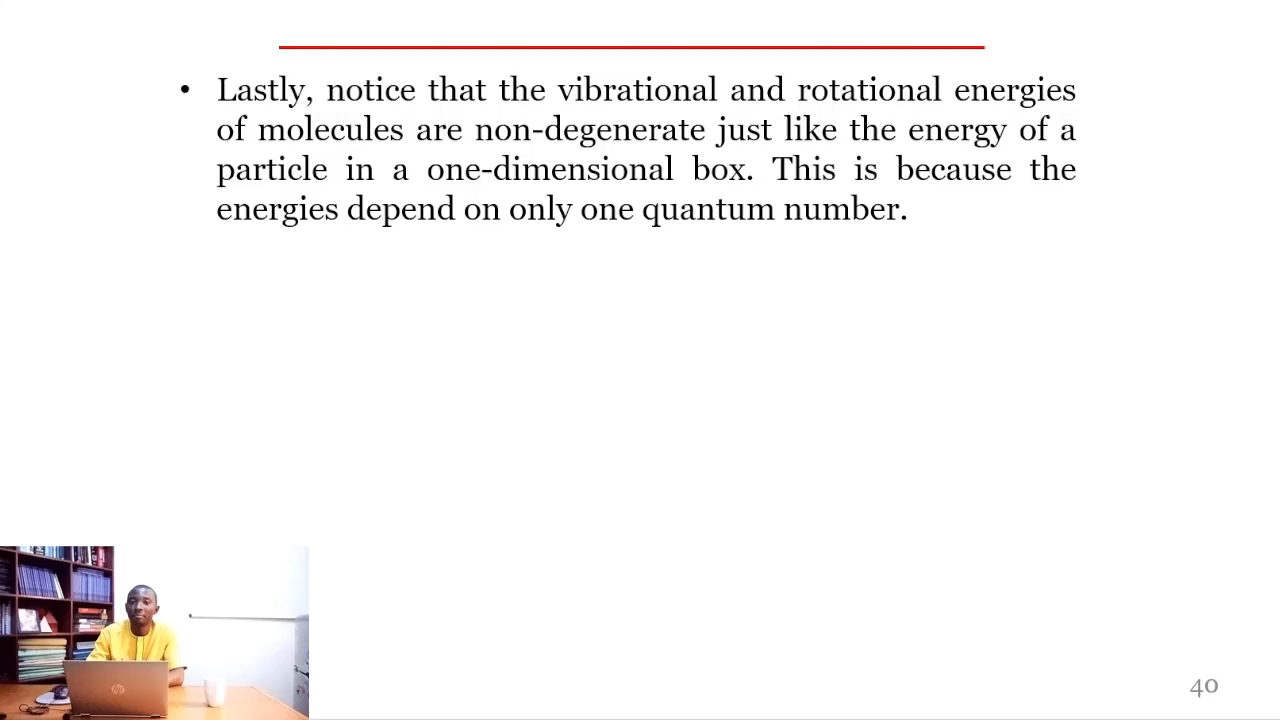 • Lastly, notice that the vibrational and rotational energies
of molecules are non-degenerate just like the energy of a
particle in a one-dimensional box. This is because the
energies depend on only one quantum number.
hp
40